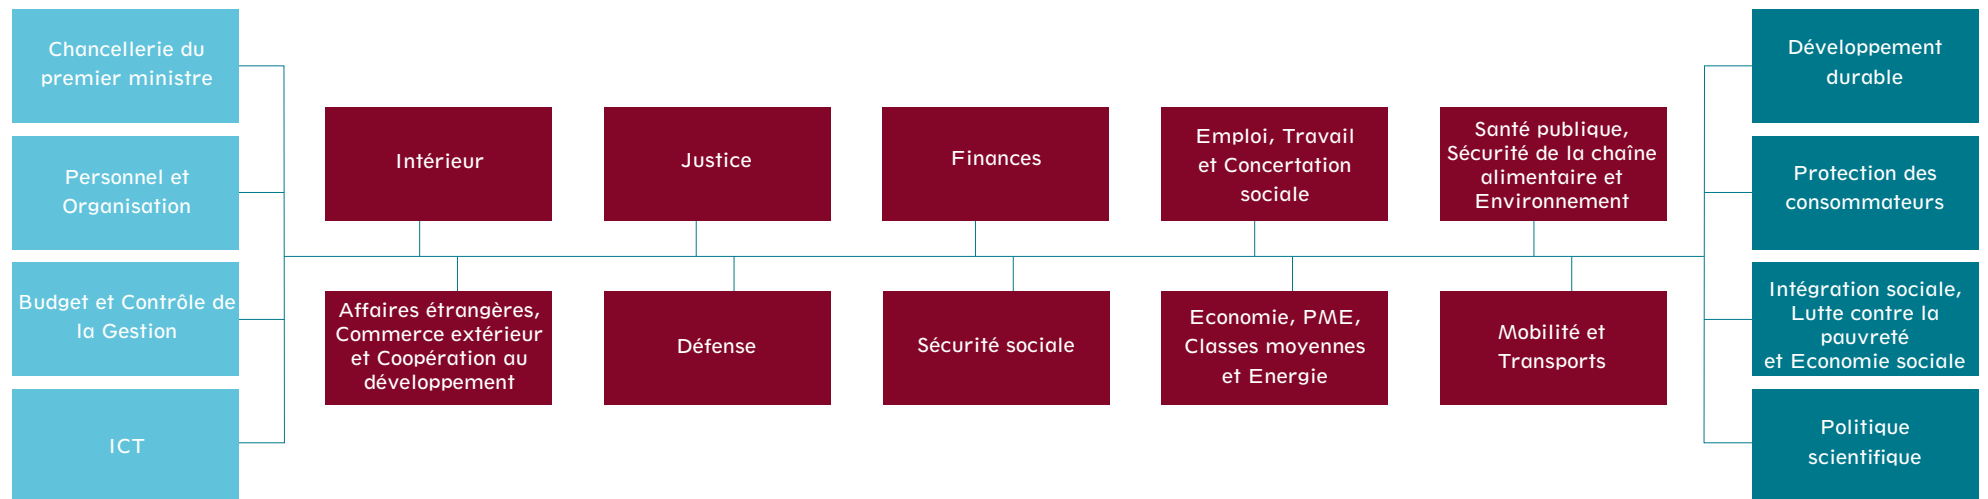 Chancellerie du
premier ministre
Personnel et
Organisation
Budget et Contrôle de
la Gestion
ICT
Intérieur
Justice
Finances
Emploi, Travail
et Concertation
sociale
Santé publique,
Sécurité de la chaîne
alimentaire et
Environnement
Affaires étrangères,
Commerce extérieur
et Coopération au
développement
Défense
Sécurité sociale
Economie, PME,
Classes moyennes
et Energie
Mobilité et
Transports
Développement
durable
Protection des
consommateurs
Intégration sociale,
Lutte contre la
pauvreté
et Economie sociale
Politique
scientifique